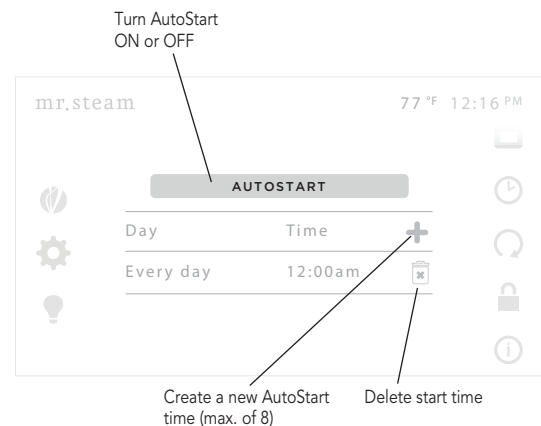 Turn AutoStart
ON or OFF
mr.steam 77 °F 12:16 PM
AUTOSTART
Day Time
Every day 12:00am
Create a new AutoStart
time (max. of 8)
Delete start time